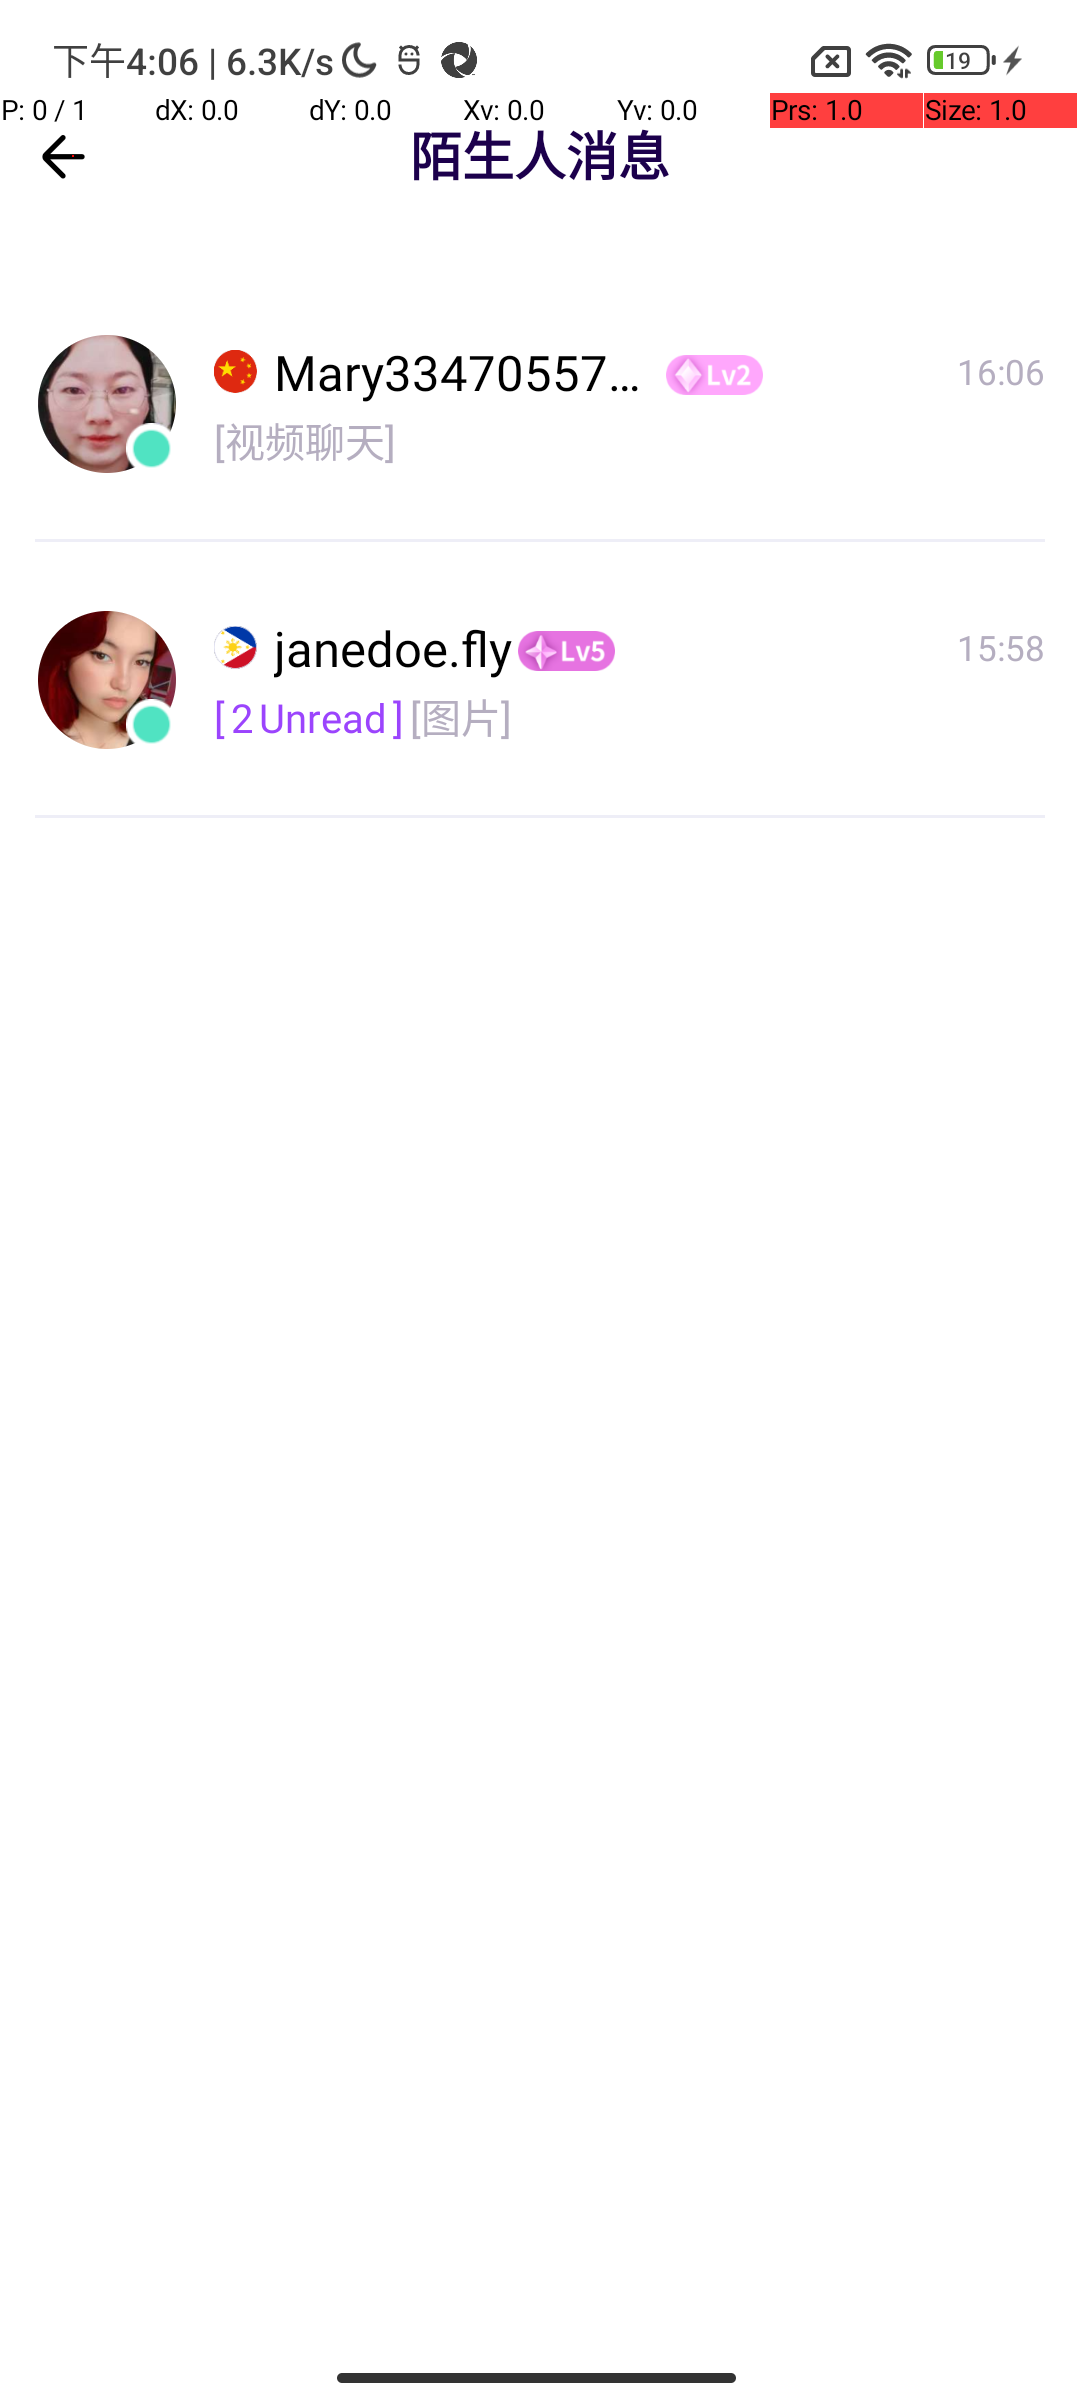 下午4:06 | 6.3K/s 19
P: 0 / 1 dX: 0.0 dY: 0.0 Xv: 0.0 Yv: 0.0 Prs: 1.0 Size: 1.0
陌生人消息
Mary33470557... Lv2 16:06
[视频聊天]
janedoe.fly Lv5 15:58
[ 2 Unread ] [图片]